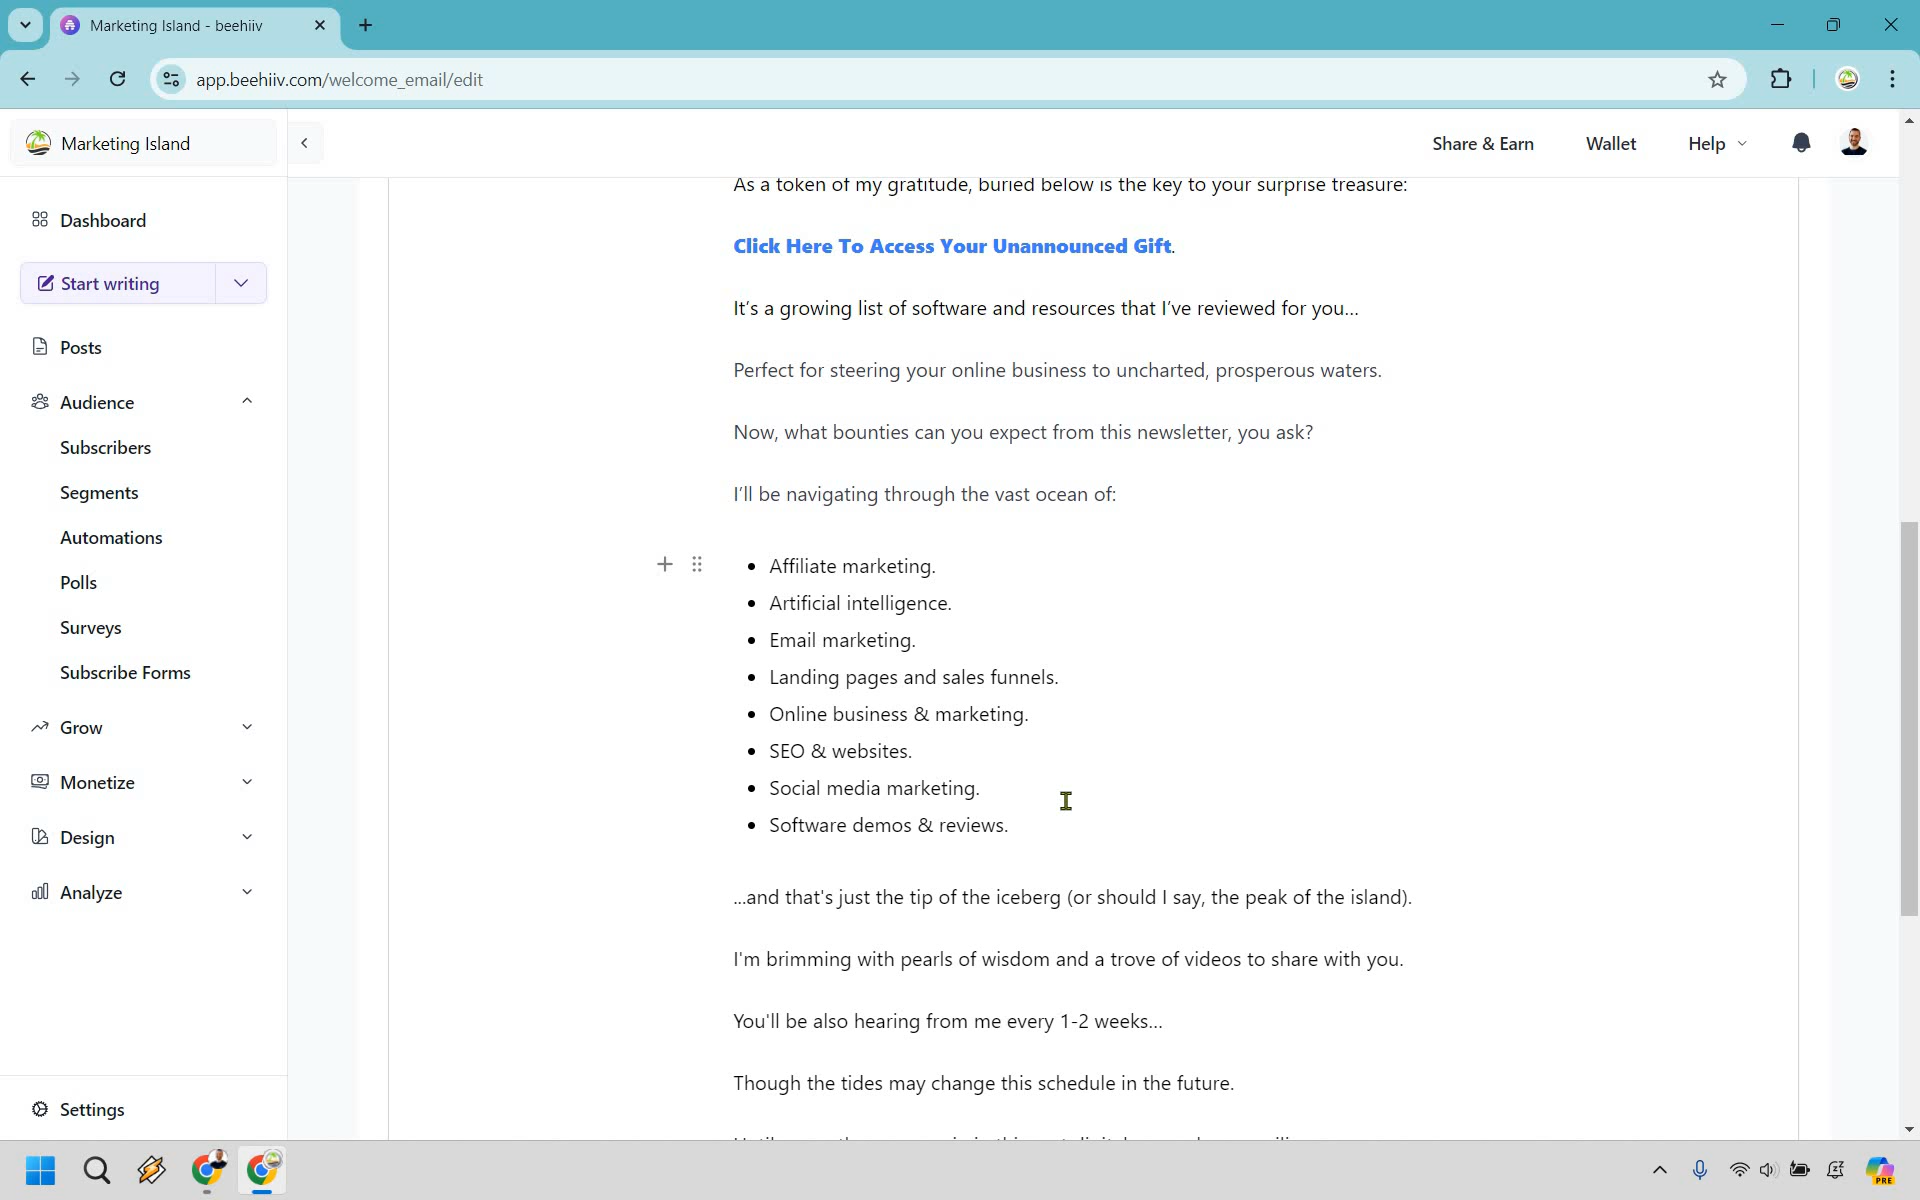 Marketing Island - beehiiv
app.beehiiv.com/welcome_email/edit
Marketing Island
Share & Earn
Wallet
Help
Dashboard
Start writing
Posts
Audience
Subscribers
Segments
Automations
Polls
Surveys
Subscribe Forms
Grow
Monetize
Design
Analyze
Settings
As a token of my gratitude, buried below is the key to your surprise treasure:
Click Here To Access Your Unannounced Gift.
It’s a growing list of software and resources that I’ve reviewed for you...
Perfect for steering your online business to uncharted, prosperous waters.
Now, what bounties can you expect from this newsletter, you ask?
I’ll be navigating through the vast ocean of:
• Affiliate marketing.
• Artificial intelligence.
• Email marketing.
• Landing pages and sales funnels.
• Online business & marketing.
• SEO & websites.
• Social media marketing.
• Software demos & reviews.
...and that's just the tip of the iceberg (or should I say, the peak of the island).
I'm brimming with pearls of wisdom and a trove of videos to share with you.
You'll be also hearing from me every 1-2 weeks...
Though the tides may change this schedule in the future.
PRE